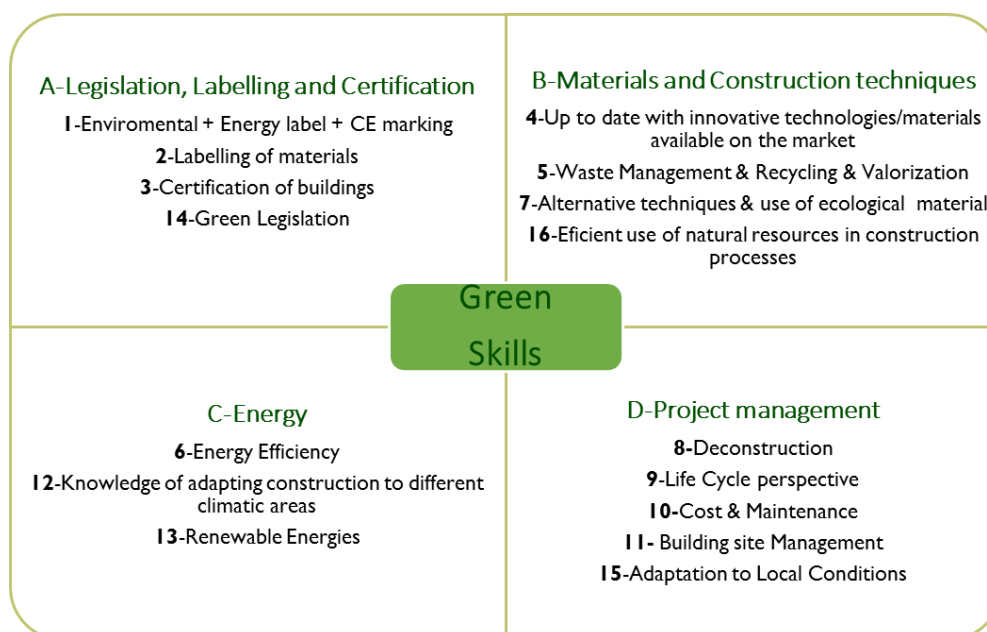 A-Legislation, Labelling and Certification
1-Enviromental + Energy label + CE marking
2-Labelling of materials
3-Certification of buildings
14-Green Legislation
B-Materials and Construction techniques
4-Up to date with innovative technologies/materials
available on the market
5-Waste Management & Recycling & Valorization
7-Alternative techniques & use of ecological material
16-Eficient use of natural resources in construction
processes
Green
Skills
C-Energy
6-Energy Efficiency
12-Knowledge of adapting construction to different
climatic areas
13-Renewable Energies
D-Project management
8-Deconstruction
9-Life Cycle perspective
10-Cost & Maintenance
11- Building site Management
15-Adaptation to Local Conditions